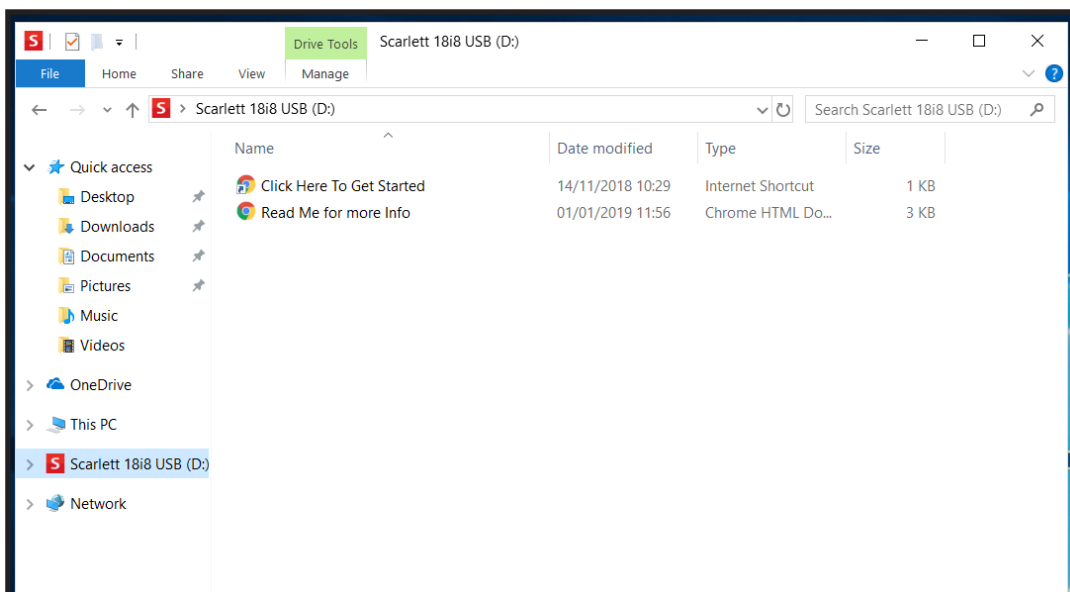 S
Drive Tools Scarlett 18i8 USB (D:)
File Home Share View Manage
?
S > Scarlett 18i8 USB (D:) Search Scarlett 18i8 USB (D:)
Name Date modified Type Size
Quick access
Click Here To Get Started 14/11/2018 10:29 Internet Shortcut 1 KB
Desktop
Read Me for more Info 01/01/2019 11:56 Chrome HTML Do... 3 KB
Downloads
Documents
Pictures
Music
Videos
OneDrive
This PC
S Scarlett 18i8 USB (D:)
Network